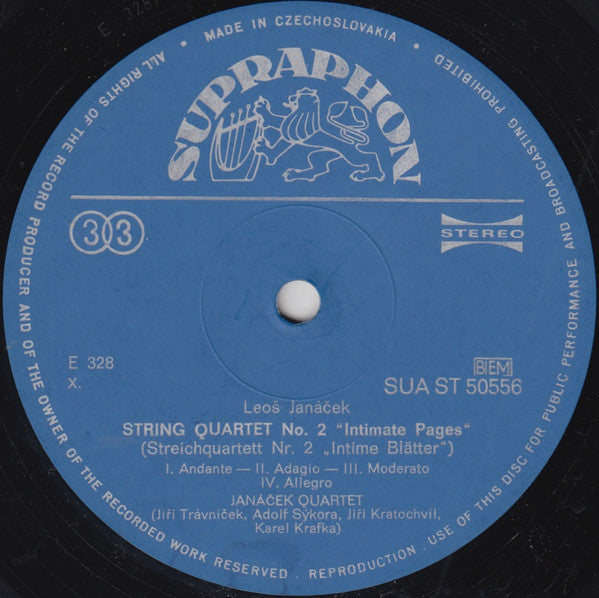 E 328
· MADE IN CZECHOSLOVAKIA ·
ALL RIGHTS OF THE RECORD PRODUCER AND OF THE OWNER OF THE RECORDED WORK RESERVED . REPRODUCTION . USE OF THIS DISC FOR PUBLIC PERFORMANCE AND BROADCASTING PROHIBITED
SUPRAPHON
33
STEREO
E 328
X.
BIEM
SUA ST 50556
Leoš Janáček
STRING QUARTET No. 2 "Intimate Pages"
(Streichquartett Nr. 2 „Intime Blätter")
I. Andante — II. Adagio — III. Moderato
IV. Allegro
JANÁČEK QUARTET
(Jiří Trávníček, Adolf Sýkora, Jiří Kratochvíl,
Karel Krafka)